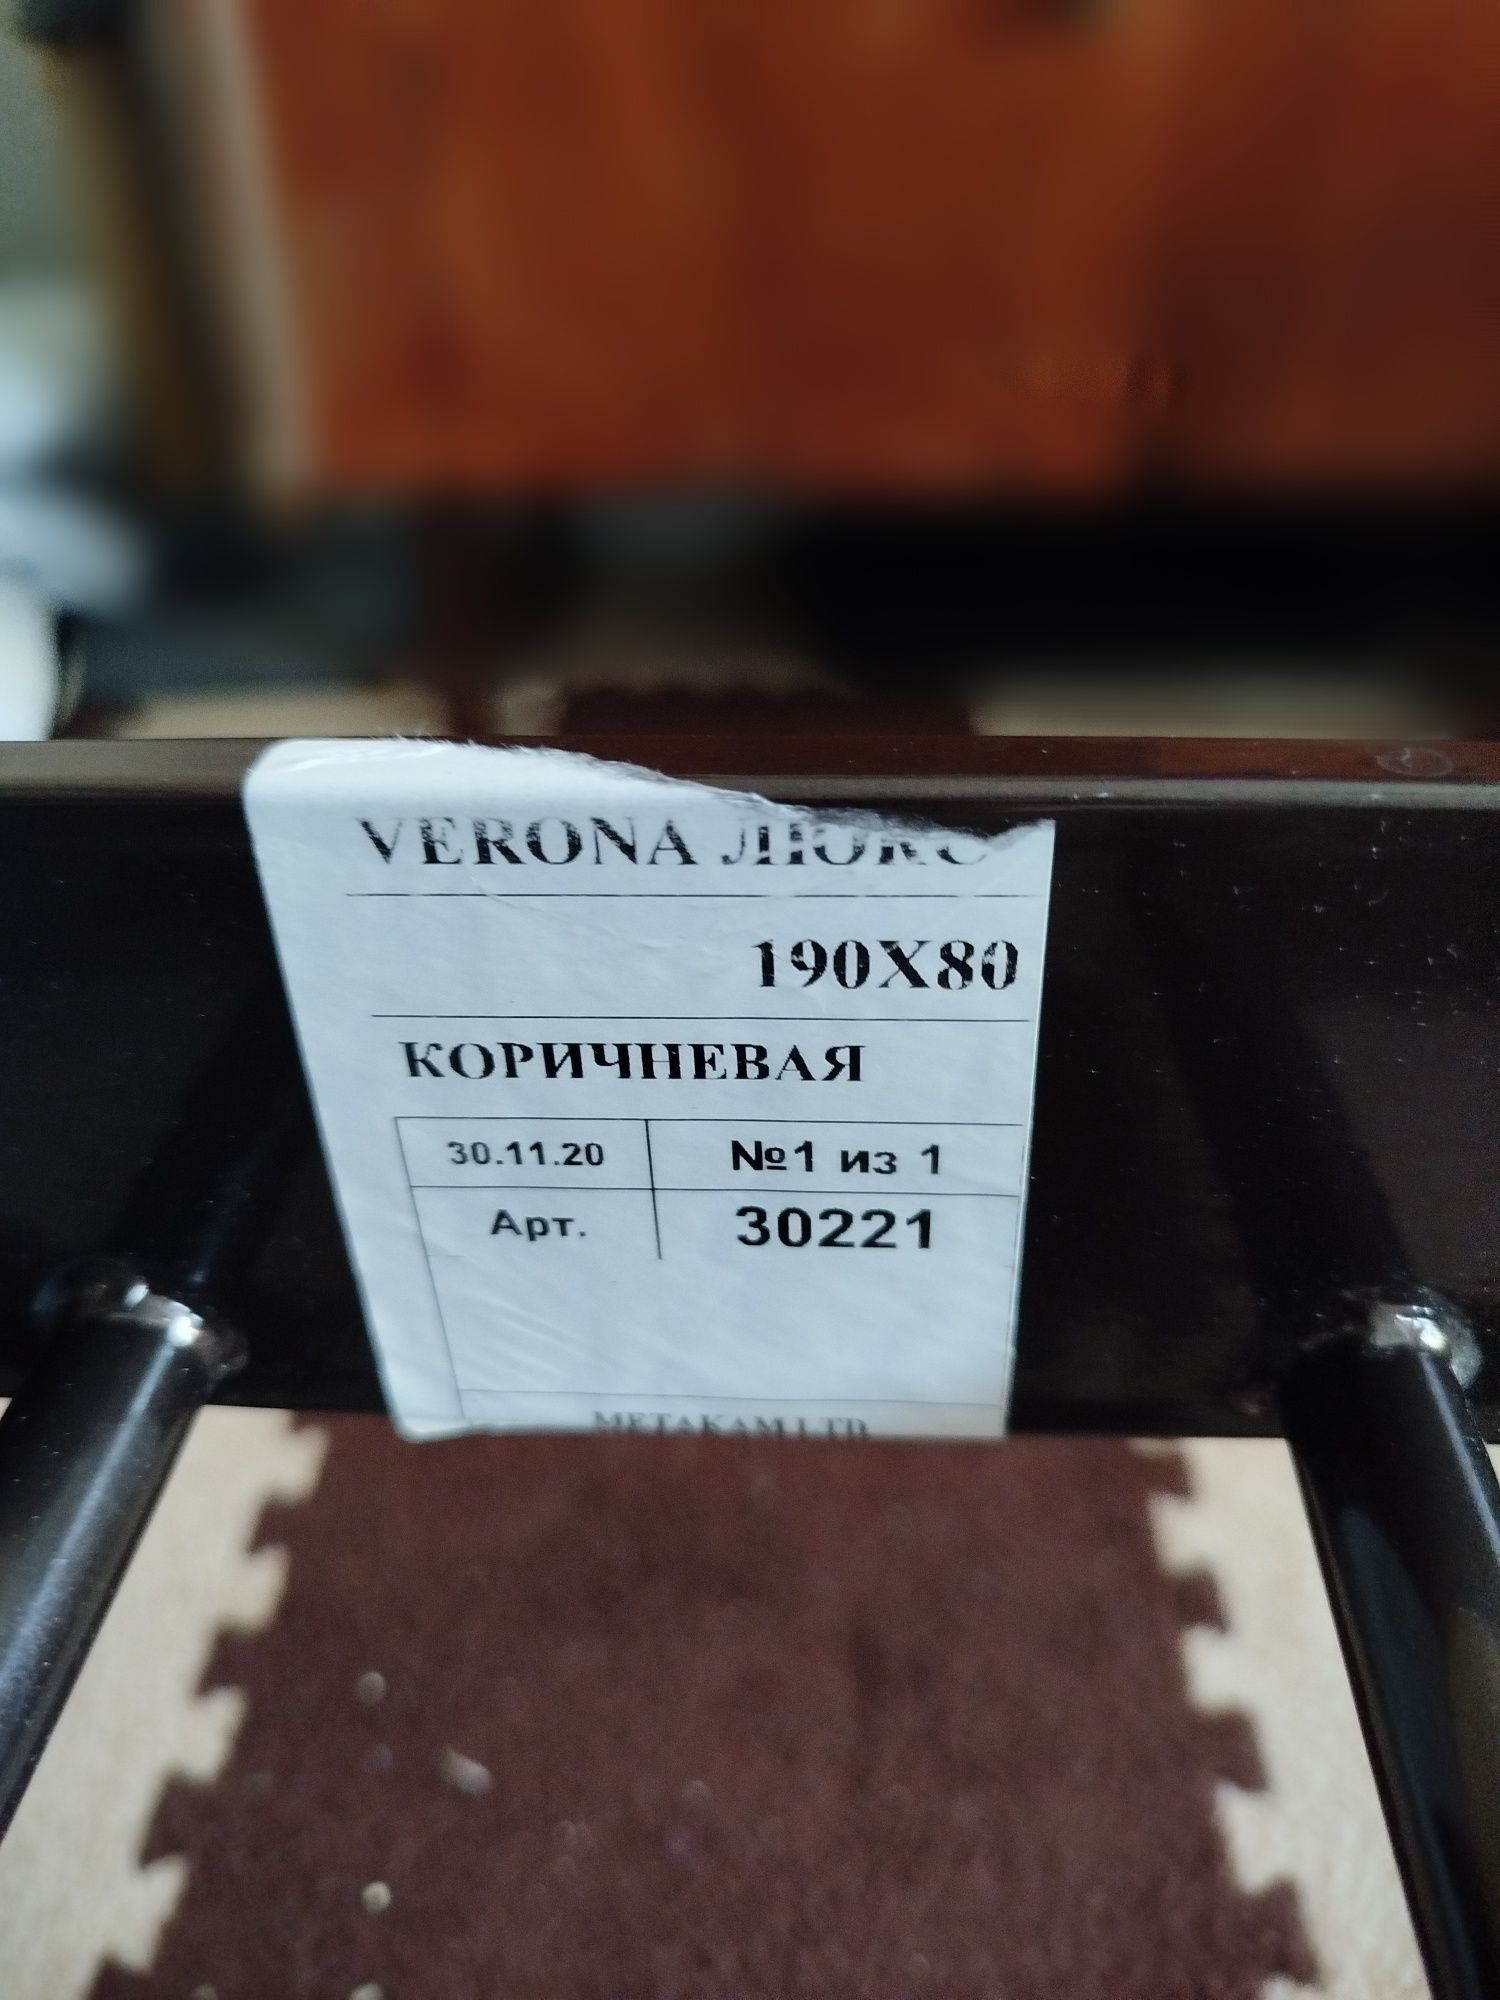 VERONA ЛЮКС
190X80
КОРИЧНЕВАЯ
30.11.20 №1 из 1
Арт. 30221
METAKAM LTD